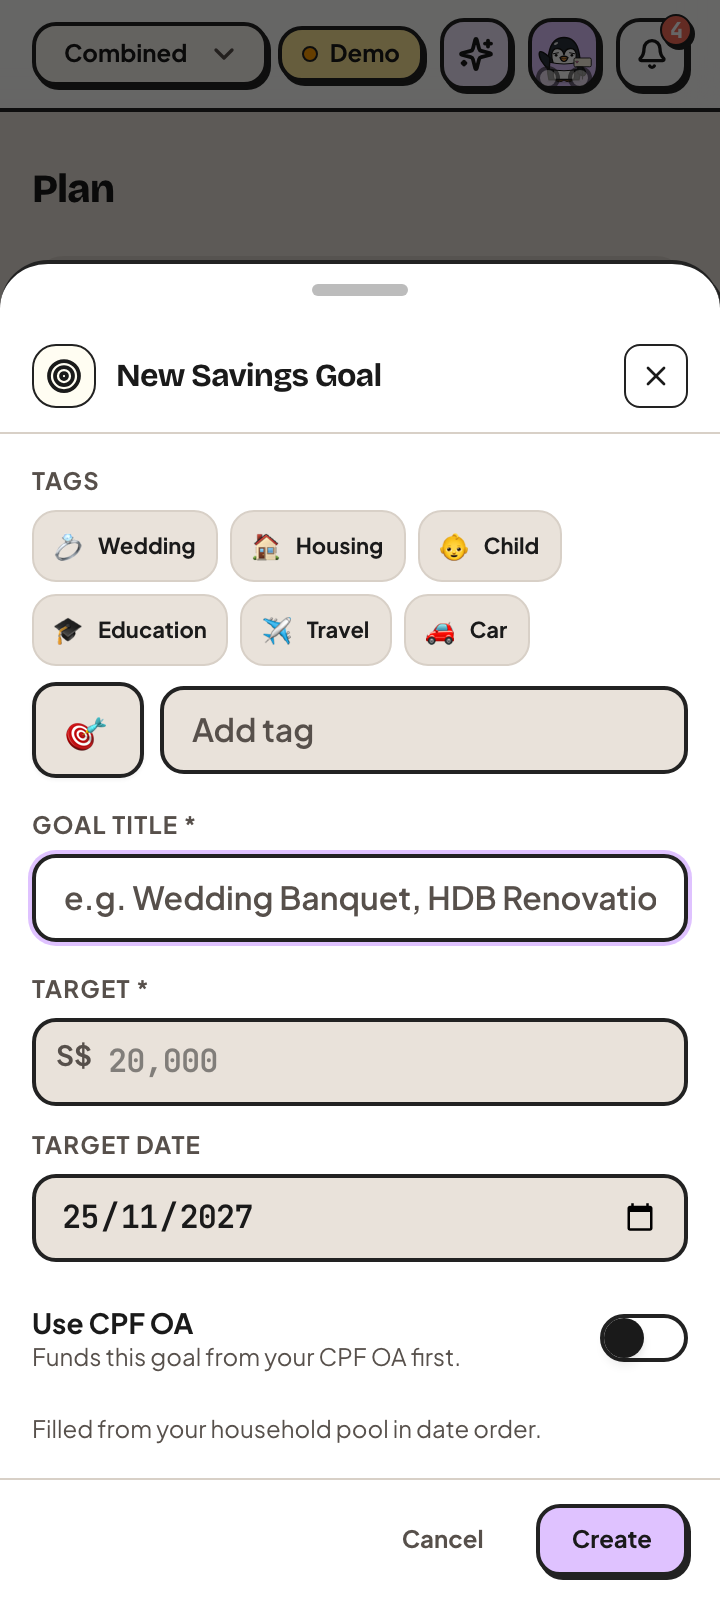 Combined
Demo
4
Plan
New Savings Goal
TAGS
Wedding
Housing
Child
Education
Travel
Car
Add tag
GOAL TITLE *
e.g. Wedding Banquet, HDB Renovatio
TARGET *
S$ 20,000
TARGET DATE
25/11/2027
Use CPF OA
Funds this goal from your CPF OA first.
Filled from your household pool in date order.
Cancel
Create